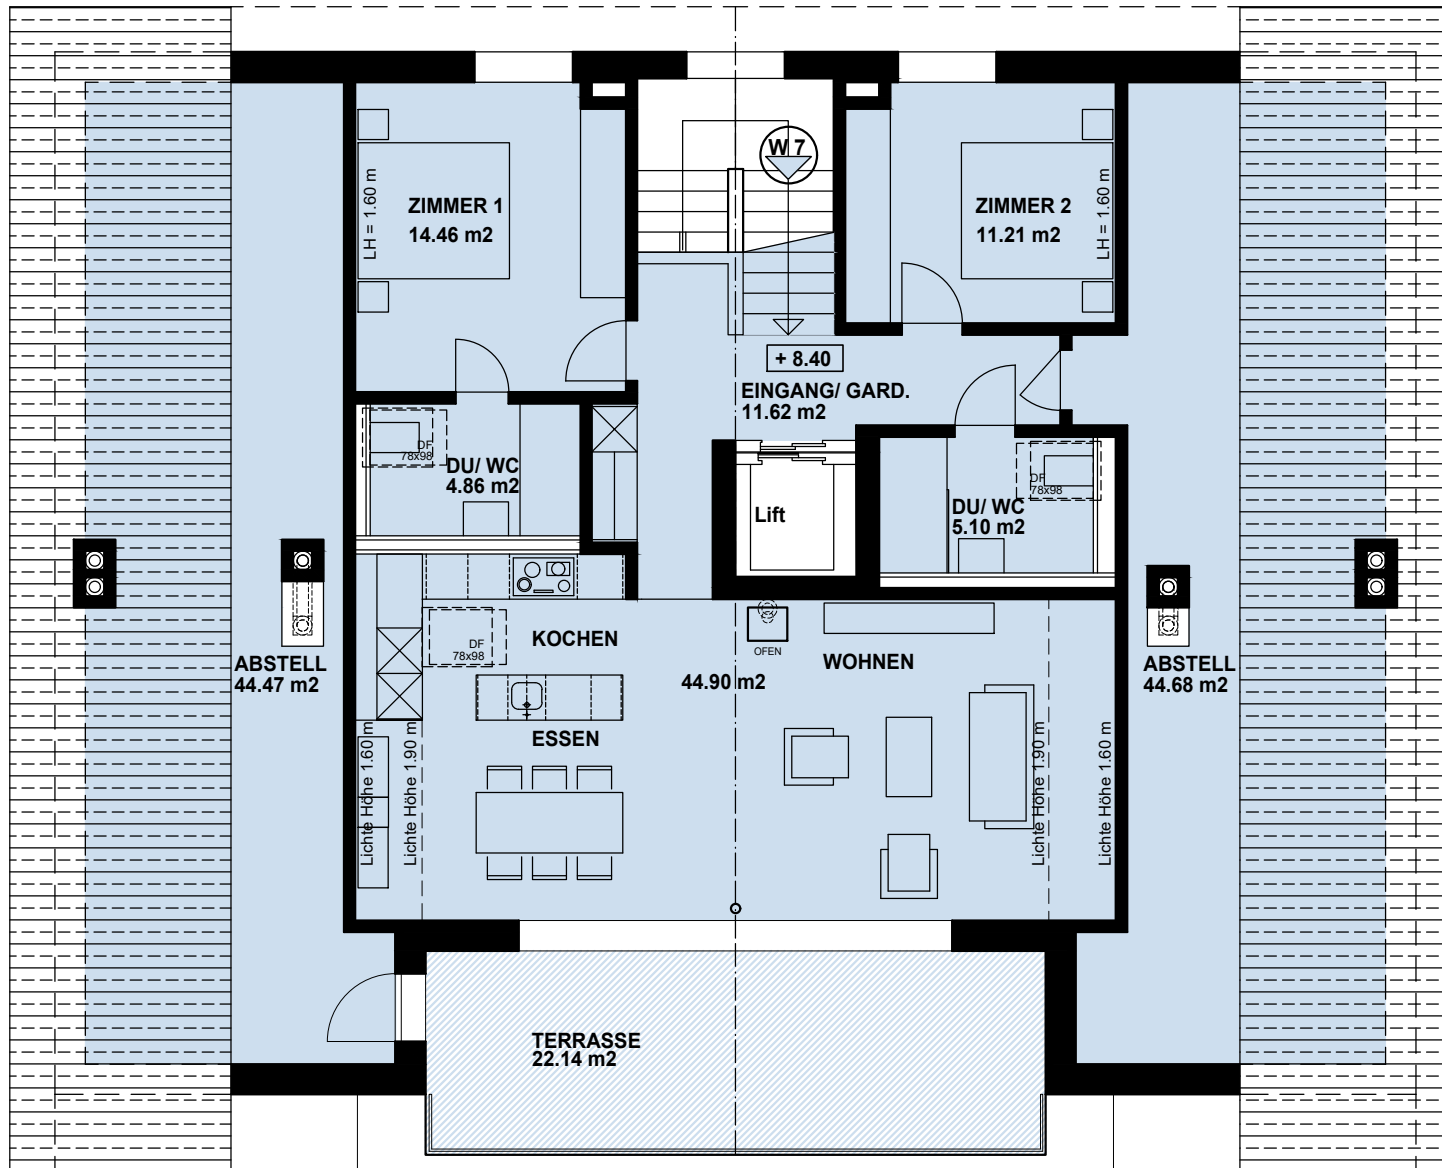 W 7
ZIMMER 1
14.46 m2
LH = 1.60 m
ZIMMER 2
11.21 m2
LH = 1.60 m
+ 8.40
EINGANG/ GARD.
11.62 m2
DF
78x98
DU/ WC
4.86 m2
Lift
DF
78x98
DU/ WC
5.10 m2
KOCHEN
DF
78x98
OFEN
WOHNEN
44.90 m2
ABSTELL
44.47 m2
ABSTELL
44.68 m2
ESSEN
Lichte Höhe 1.60 m
Lichte Höhe 1.90 m
Lichte Höhe 1.90 m
Lichte Höhe 1.60 m
TERRASSE
22.14 m2